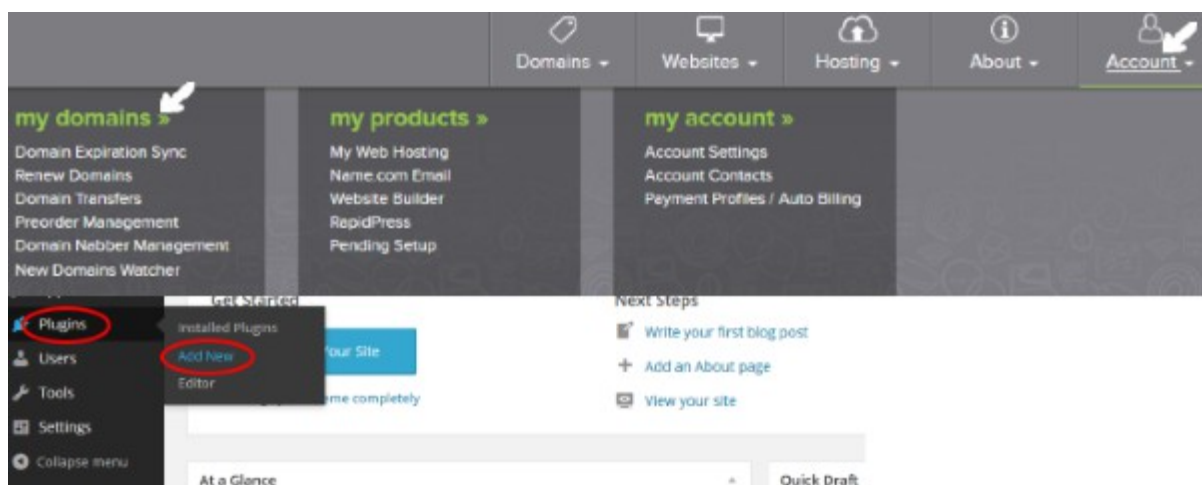 Domains Websites Hosting About Account
my domains » my products » my account »
Domain Expiration Sync My Web Hosting Account Settings
Renew Domains Name.com Email Account Contacts
Domain Transfers Website Builder Payment Profiles / Auto Billing
Preorder Management RapidPress
Domain Nabber Management Pending Setup
New Domains Watcher
Get Started Next Steps
Plugins Installed Plugins Write your first blog post
Users Add New Your Site Add an About page
Tools Editor eme completely View your site
Settings
Collapse menu
At a Glance Quick Draft